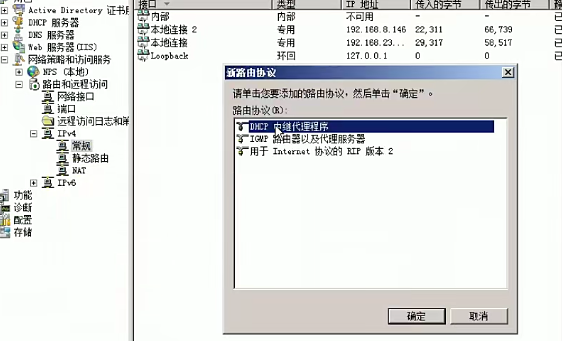 Active Directory 证书
DHCP 服务器
DNS 服务器
Web 服务器(IIS)
网络策略和访问服务
NPS (本地)
路由和远程访问
网络接口
端口
远程访问日志和
IPv4
常规
静态路由
NAT
IPv6
功能
诊断
配置
存储
接口 类型 IP 地址 传入的字节 传出的字节
内部 内部 不可用 - -
本地连接 2 专用 192.168.8.146 22,311 66,739
本地连接 专用 192.168.23... 29,317 58,517
Loopback 环回 127.0.0.1 0 0
新路由协议
请单击您要添加的路由协议，然后单击“确定”。
路由协议(R):
DHCP 中继代理程序
IGMP 路由器以及代理服务器
用于 Internet 协议的 RIP 版本 2
确定
取消